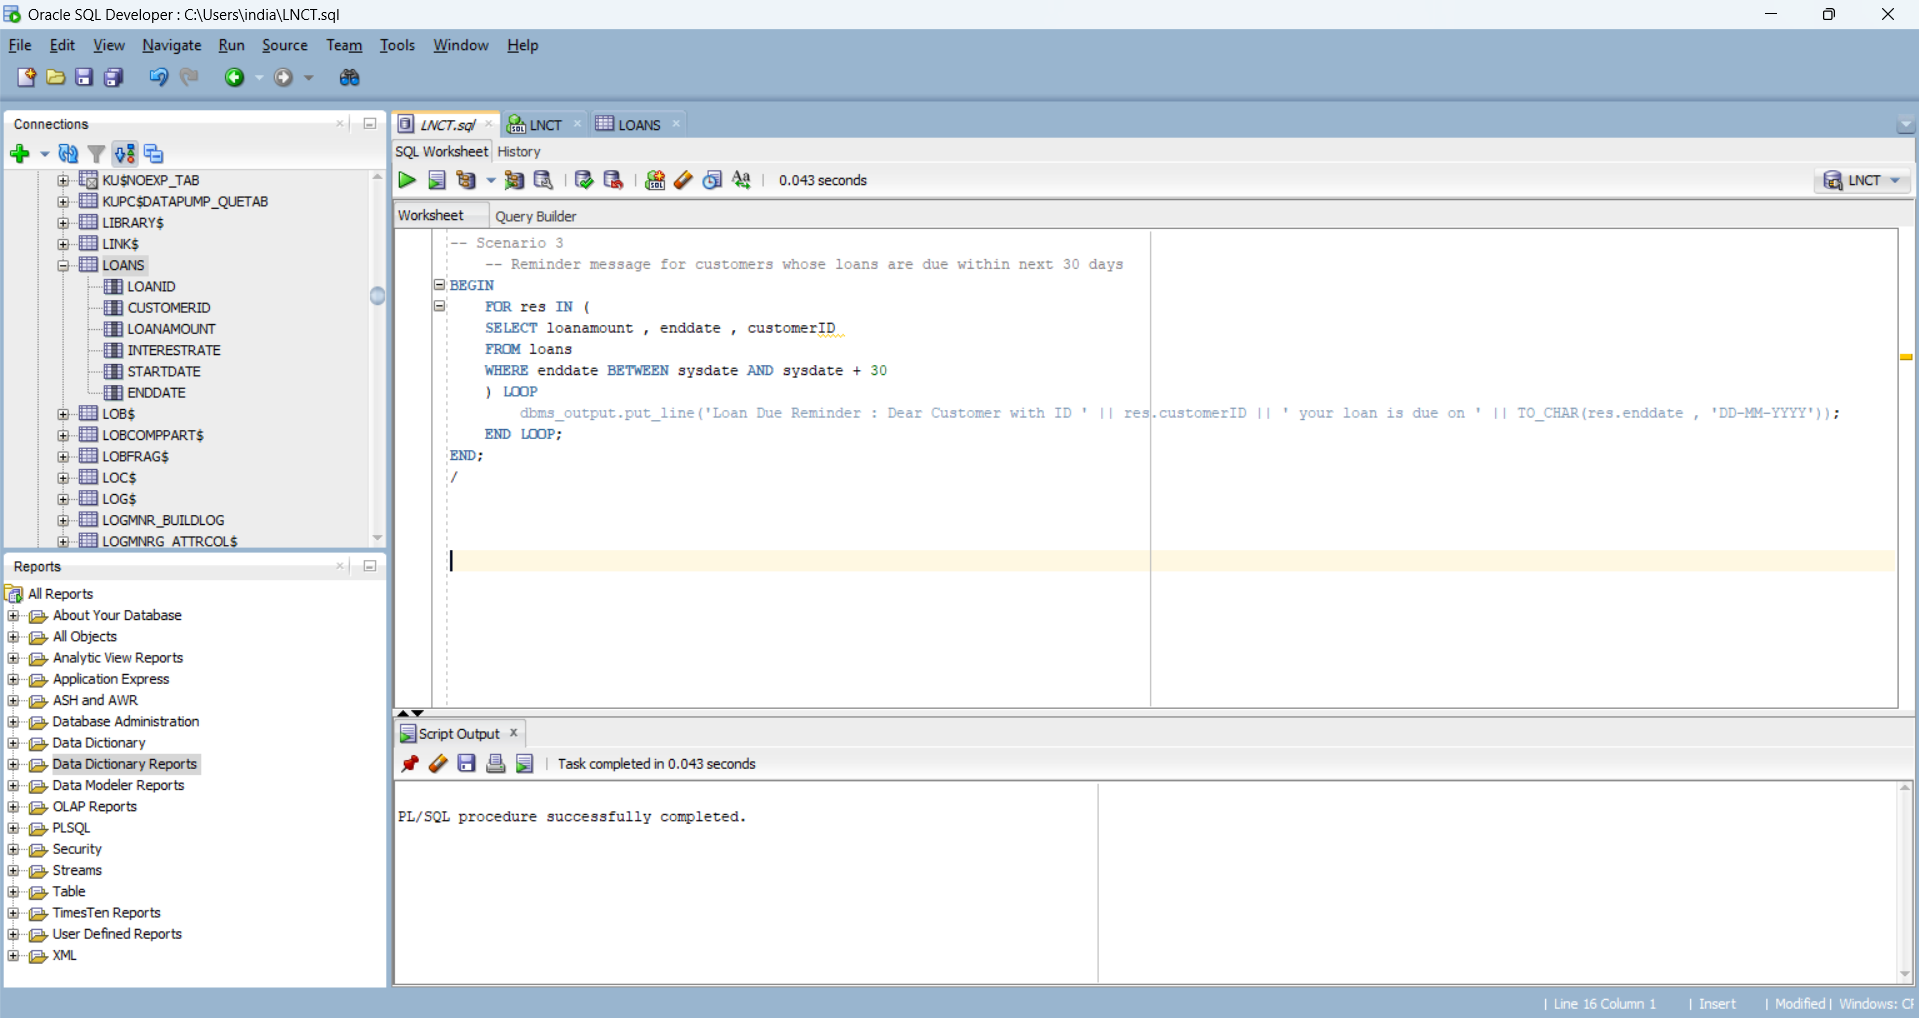 Oracle SQL Developer : C:\Users\india\LNCT.sql
File Edit View Navigate Run Source Team Tools Window Help
Connections
KU$NOEXP_TAB
KUPC$DATAPUMP_QUETAB
LIBRARY$
LINK$
LOANS
LOANID
CUSTOMERID
LOANAMOUNT
INTERESTRATE
STARTDATE
ENDDATE
LOB$
LOBCOMPPART$
LOBFRAG$
LOC$
LOG$
LOGMNR_BUILDLOG
LOGMNRG_ATTRCOL$
Reports
All Reports
About Your Database
All Objects
Analytic View Reports
Application Express
ASH and AWR
Database Administration
Data Dictionary
Data Dictionary Reports
Data Modeler Reports
OLAP Reports
PLSQL
Security
Streams
Table
TimesTen Reports
User Defined Reports
XML
LNCT.sql LNCT LOANS
SQL Worksheet History
0.043 seconds
LNCT
Worksheet Query Builder
-- Scenario 3
-- Reminder message for customers whose loans are due within next 30 days
BEGIN
FOR res IN (
SELECT loanamount , enddate , customerID
FROM loans
WHERE enddate BETWEEN sysdate AND sysdate + 30
) LOOP
dbms_output.put_line('Loan Due Reminder : Dear Customer with ID ' || res.customerID || ' your loan is due on ' || TO_CHAR(res.enddate , 'DD-MM-YYYY'));
END LOOP;
END;
/
Script Output
Task completed in 0.043 seconds
PL/SQL procedure successfully completed.
Line 16 Column 1 | Insert | Modified | Windows: CR